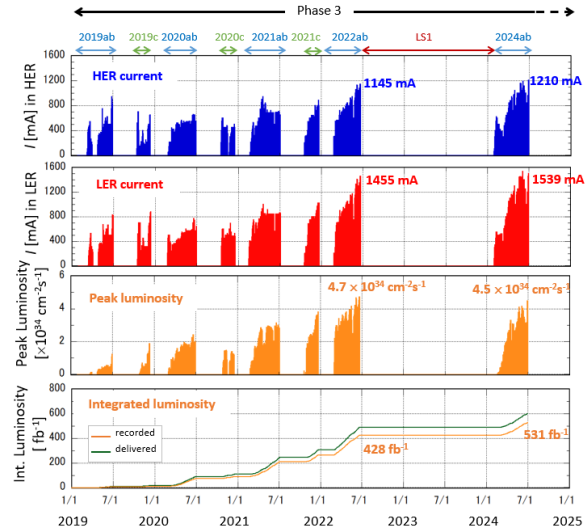 Phase 3
2019ab 2019c 2020ab 2020c 2021ab 2021c 2022ab LS1 2024ab
I [mA] in HER
1600
1200
800
400
0
HER current
1145 mA
1210 mA
I [mA] in LER
1600
1200
800
400
0
LER current
1455 mA
1539 mA
Peak Luminosity
[×10³⁴ cm⁻²s⁻¹]
6
4
2
0
Peak luminosity
4.7 × 10³⁴ cm⁻²s⁻¹
4.5 × 10³⁴ cm⁻²s⁻¹
Int. Luminosity
[ fb⁻¹]
800
600
400
200
0
Integrated luminosity
recorded
delivered
428 fb⁻¹
531 fb⁻¹
1/1 7/1 1/1 7/1 1/1 7/1 1/1 7/1 1/1 7/1 1/1 7/1 1/1
2019 2020 2021 2022 2023 2024 2025